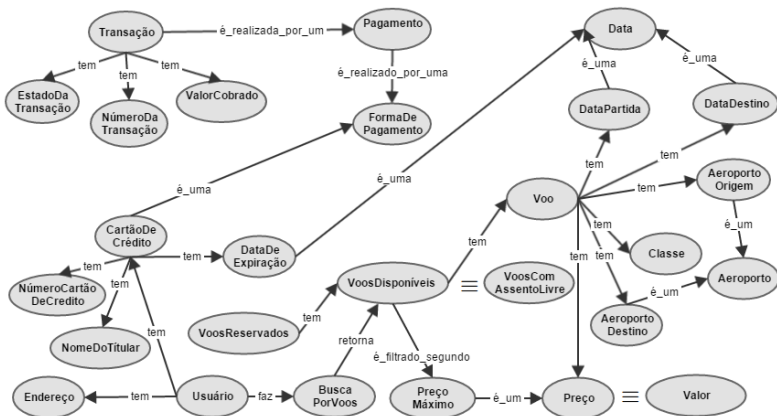 Transação
é_realizada_por_um
Pagamento
Data
tem
tem
tem
é_realizado_por_uma
é_uma
é_uma
EstadoDa
Transação
NúmeroDa
Transação
ValorCobrado
FormaDe
Pagamento
DataPartida
DataDestino
tem
tem
é_uma
é_uma
Voo
tem
Aeroporto
Origem
CartãoDe
Crédito
tem
DataDe
Expiração
tem
tem
é_um
tem
tem
Classe
NúmeroCartão
DeCredito
tem
tem
VoosDisponíveis
≡
VoosCom
AssentoLivre
Aeroporto
é_um
Aeroporto
Destino
VoosReservados
tem
NomeDoTítular
tem
retorna
é_filtrado_segundo
Endereço
tem
Usuário
faz
Busca
PorVoos
Preço
Máximo
é_um
Preço
≡
Valor